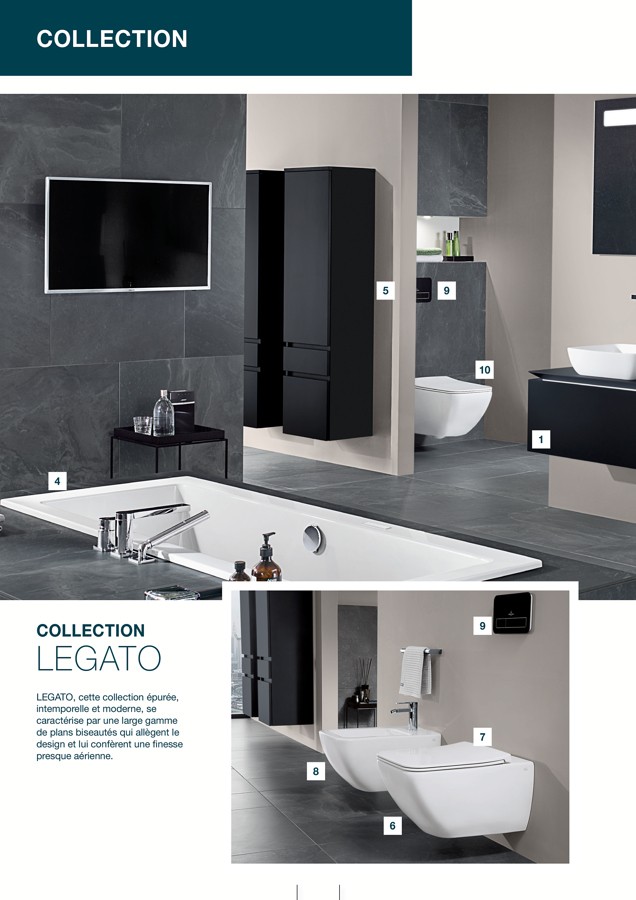 COLLECTION
5
9
10
1
4
COLLECTION
LEGATO
LEGATO, cette collection épurée,
intemporelle et moderne, se
caractérise par une large gamme
de plans biseautés qui allègent le
design et lui confèrent une finesse
presque aérienne.
9
7
8
6